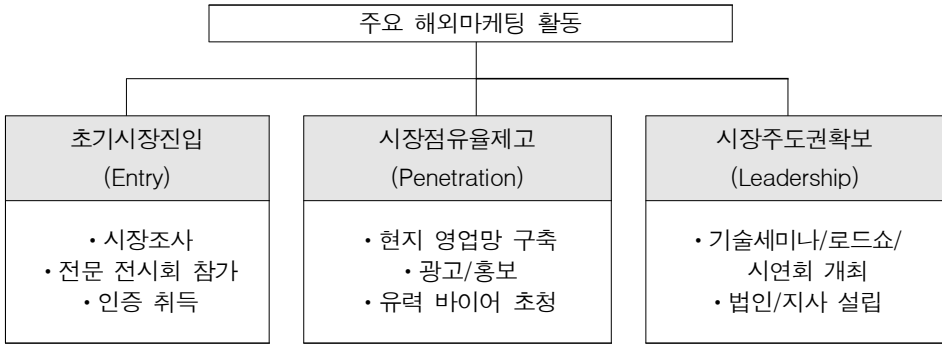 주요 해외마케팅 활동
초기시장진입
(Entry)
• 시장조사
• 전문 전시회 참가
• 인증 취득
시장점유율제고
(Penetration)
• 현지 영업망 구축
• 광고/홍보
• 유력 바이어 초청
시장주도권확보
(Leadership)
• 기술세미나/로드쇼/
시연회 개최
• 법인/지사 설립